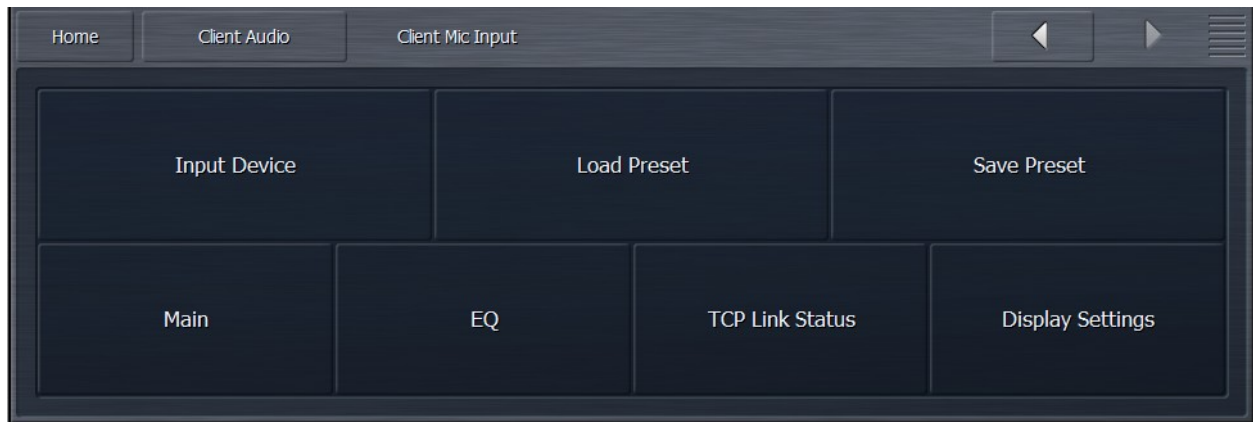 Home Client Audio Client Mic Input
Input Device Load Preset Save Preset
Main EQ TCP Link Status Display Settings